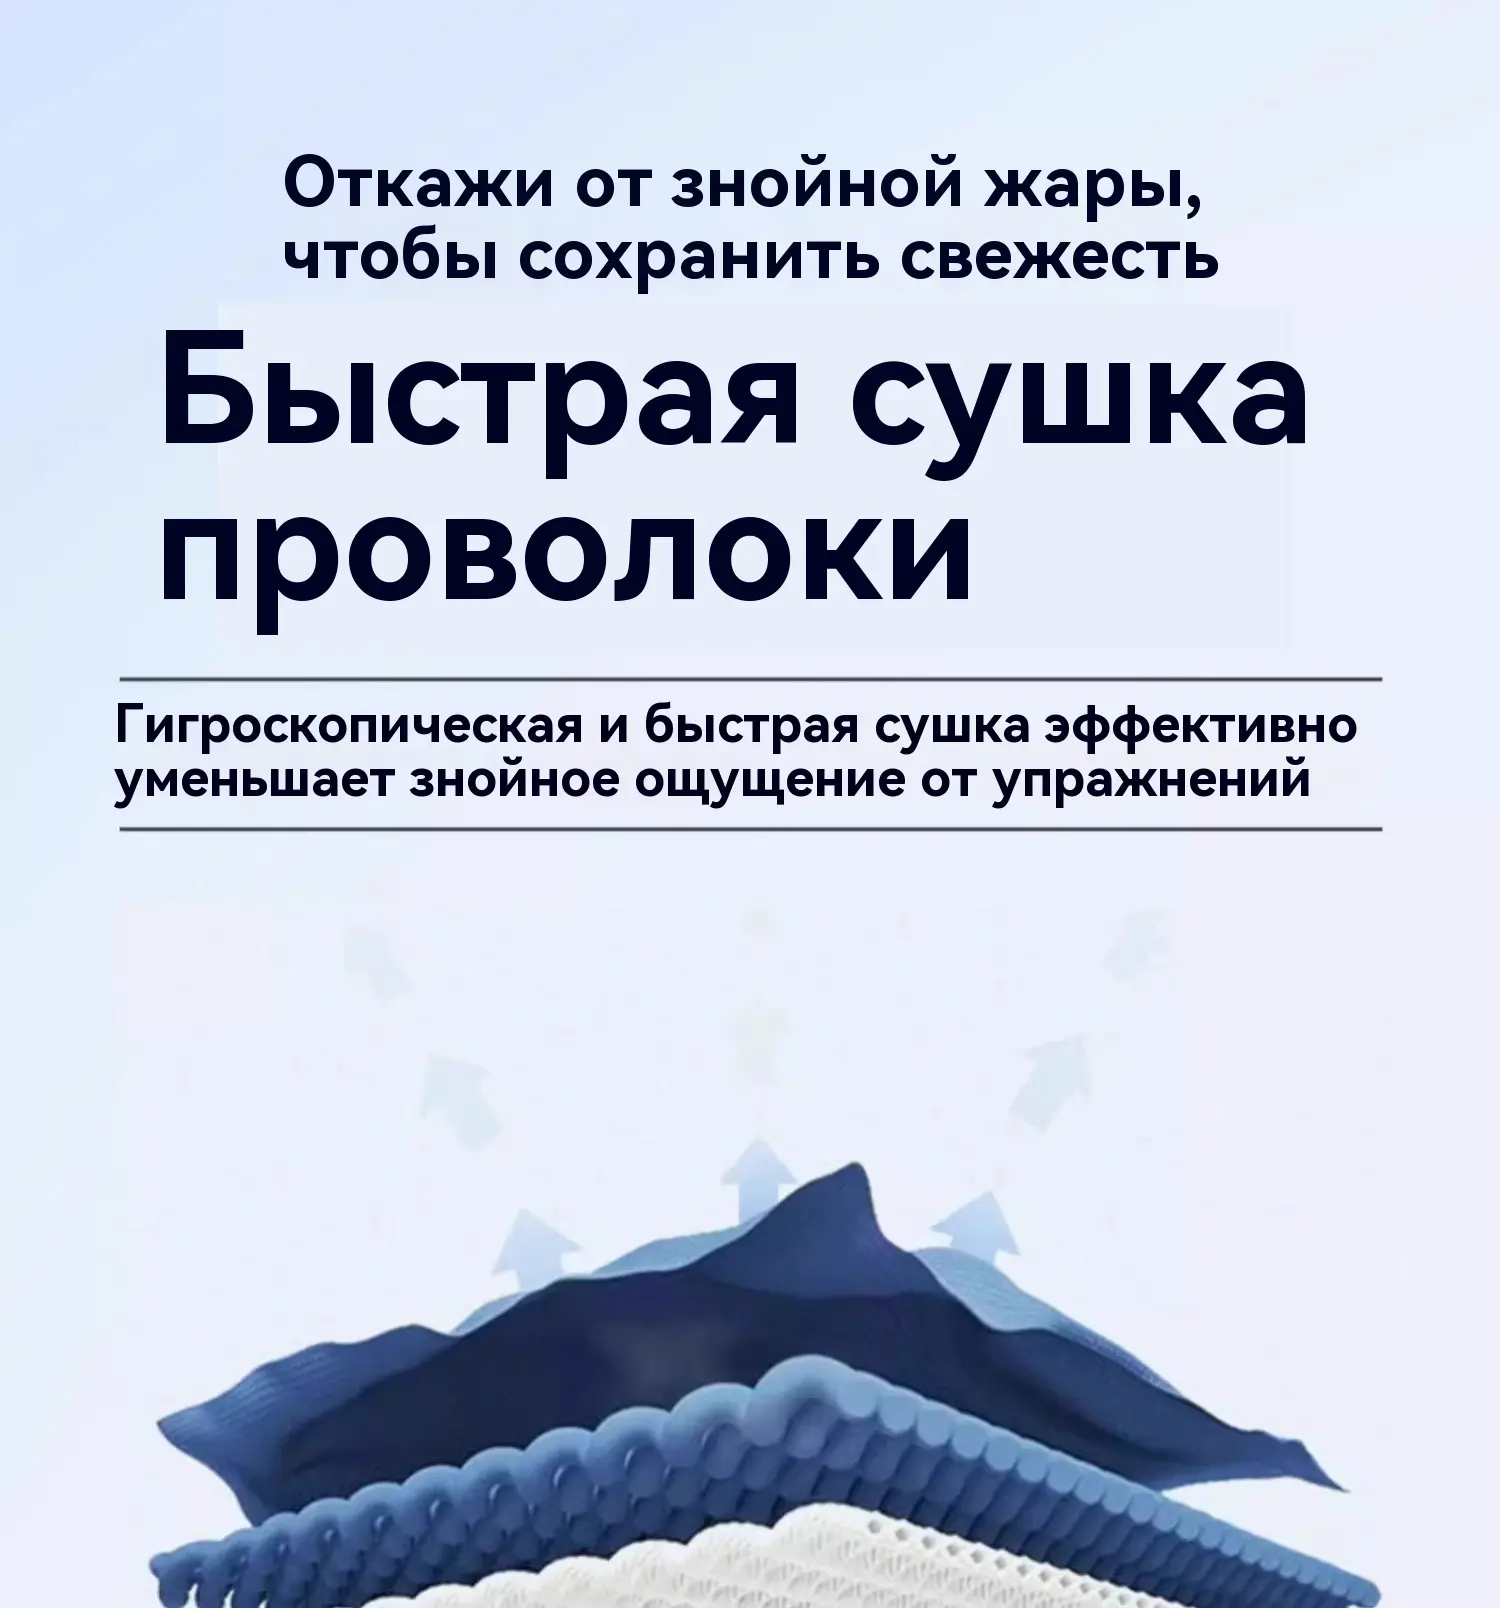 Откажи от знойной жары,
чтобы сохранить свежесть
Быстрая сушка
проволоки
Гигроскопическая и быстрая сушка эффективно
уменьшает знойное ощущение от упражнений